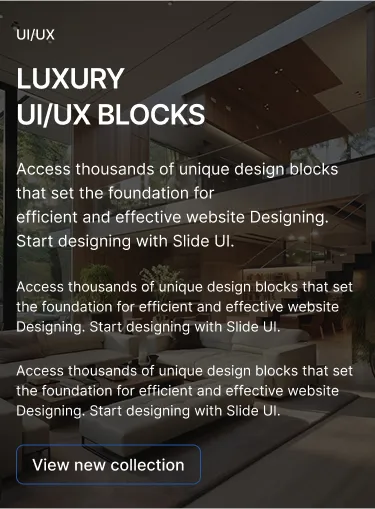 UI/UX
LUXURY
UI/UX BLOCKS
Access thousands of unique design blocks
that set the foundation for
efficient and effective website Designing.
Start designing with Slide UI.
Access thousands of unique design blocks that set
the foundation for efficient and effective website
Designing. Start designing with Slide UI.
Access thousands of unique design blocks that set
the foundation for efficient and effective website
Designing. Start designing with Slide UI.
View new collection